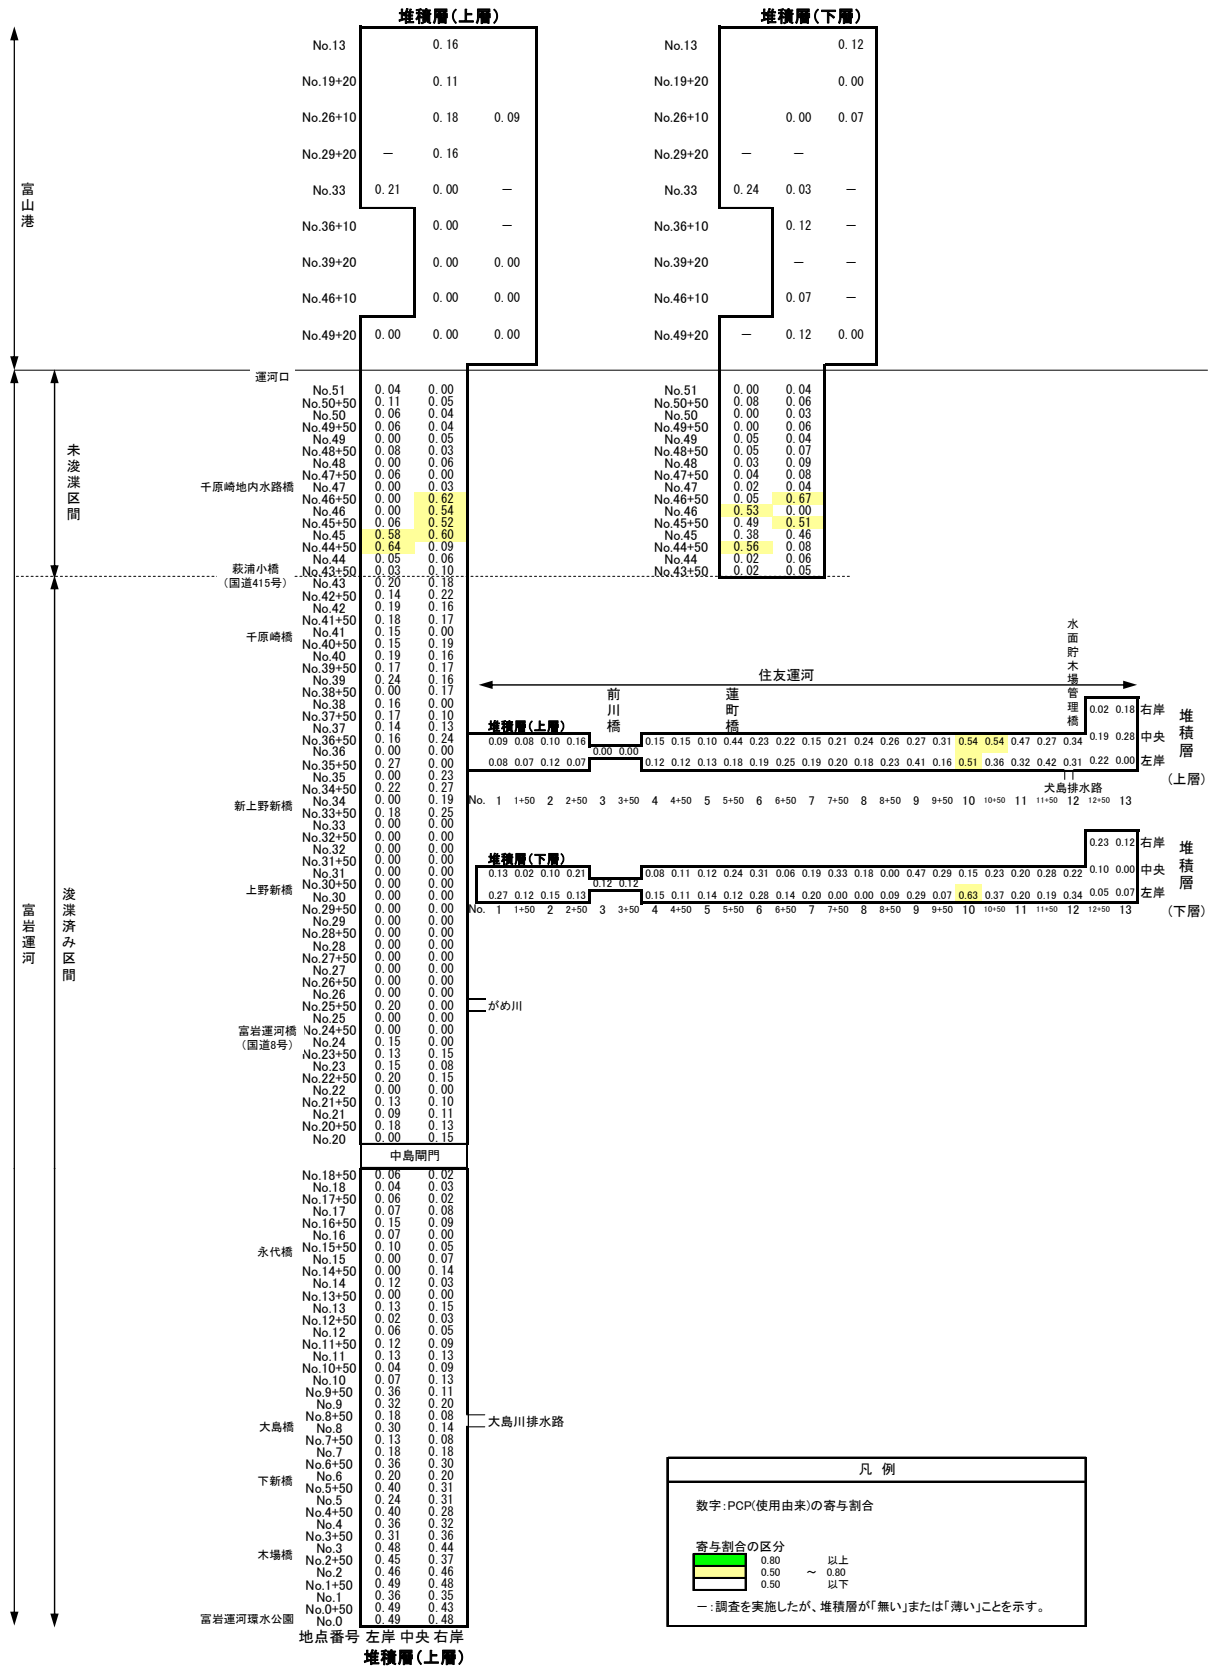 堆積層(上層)
堆積層(下層)
富山港
No.13 0.16
No.19+20 0.11
No.26+10 0.18 0.09
No.29+20 － 0.16
No.33 0.21 0.00 －
No.36+10 0.00 －
No.39+20 0.00 0.00
No.46+10 0.00 0.00
No.49+20 0.00 0.00 0.00
No.13 0.12
No.19+20 0.00
No.26+10 0.00 0.07
No.29+20 － －
No.33 0.24 0.03 －
No.36+10 0.12 －
No.39+20 － －
No.46+10 0.07 －
No.49+20 － 0.12 0.00
運河口
未浚渫区間
千原崎地内水路橋
萩浦小橋
(国道415号)
No.51 0.04 0.00
No.50+50 0.11 0.05
No.50 0.06 0.04
No.49+50 0.06 0.04
No.49 0.00 0.05
No.48+50 0.08 0.03
No.48 0.00 0.06
No.47+50 0.06 0.00
No.47 0.00 0.03
No.46+50 0.00 0.62
No.46 0.00 0.54
No.45+50 0.06 0.52
No.45 0.58 0.60
No.44+50 0.64 0.09
No.44 0.05 0.06
No.43+50 0.03 0.10
No.51 0.00 0.04
No.50+50 0.08 0.06
No.50 0.00 0.03
No.49+50 0.00 0.06
No.49 0.05 0.04
No.48+50 0.05 0.07
No.48 0.03 0.09
No.47+50 0.04 0.08
No.47 0.02 0.04
No.46+50 0.05 0.67
No.46 0.53 0.00
No.45+50 0.49 0.51
No.45 0.38 0.46
No.44+50 0.56 0.08
No.44 0.02 0.06
No.43+50 0.02 0.05
富岩運河
浚渫済み区間
千原崎橋
新上野新橋
上野新橋
富岩運河橋
(国道8号)
No.43 0.20 0.18
No.42+50 0.14 0.22
No.42 0.19 0.16
No.41+50 0.18 0.17
No.41 0.15 0.00
No.40+50 0.15 0.19
No.40 0.19 0.16
No.39+50 0.17 0.17
No.39 0.24 0.16
No.38+50 0.00 0.17
No.38 0.16 0.00
No.37+50 0.17 0.10
No.37 0.14 0.13
No.36+50 0.16 0.24
No.36 0.00 0.00
No.35+50 0.27 0.00
No.35 0.00 0.23
No.34+50 0.22 0.27
No.34 0.00 0.19
No.33+50 0.18 0.25
No.33 0.00 0.00
No.32+50 0.00 0.00
No.32 0.00 0.00
No.31+50 0.00 0.00
No.31 0.00 0.00
No.30+50 0.00 0.00
No.30 0.00 0.00
No.29+50 0.00 0.00
No.29 0.00 0.00
No.28+50 0.00 0.00
No.28 0.00 0.00
No.27+50 0.00 0.00
No.27 0.00 0.00
No.26+50 0.00 0.00
No.26 0.00 0.00
No.25+50 0.20 0.00
No.25 0.00 0.00
No.24+50 0.00 0.00
No.24 0.15 0.00
No.23+50 0.13 0.15
No.23 0.15 0.08
No.22+50 0.20 0.15
No.22 0.00 0.00
No.21+50 0.13 0.10
No.21 0.09 0.11
No.20+50 0.18 0.13
No.20 0.00 0.15
がめ川
住友運河
前川橋
蓮町橋
水面貯木場管理橋
堆積層(上層)
0.02 0.18 右岸
0.09 0.08 0.10 0.16 0.00 0.00 0.15 0.15 0.10 0.44 0.23 0.22 0.15 0.21 0.24 0.26 0.27 0.31 0.54 0.54 0.47 0.27 0.34 0.19 0.28 中央
0.08 0.07 0.12 0.07 0.12 0.12 0.13 0.18 0.19 0.25 0.19 0.20 0.18 0.23 0.41 0.16 0.51 0.36 0.32 0.42 0.31 0.22 0.00 左岸
堆積層
(上層)
犬島排水路
No. 1 1+50 2 2+50 3 3+50 4 4+50 5 5+50 6 6+50 7 7+50 8 8+50 9 9+50 10 10+50 11 11+50 12 12+50 13
堆積層(下層)
0.23 0.12 右岸
0.13 0.02 0.10 0.21 0.12 0.12 0.08 0.11 0.12 0.24 0.31 0.06 0.19 0.33 0.18 0.00 0.47 0.29 0.15 0.23 0.20 0.28 0.22 0.10 0.00 中央
0.27 0.12 0.15 0.13 0.15 0.11 0.14 0.12 0.28 0.14 0.20 0.00 0.00 0.09 0.29 0.07 0.63 0.37 0.20 0.19 0.34 0.05 0.07 左岸
堆積層
(下層)
No. 1 1+50 2 2+50 3 3+50 4 4+50 5 5+50 6 6+50 7 7+50 8 8+50 9 9+50 10 10+50 11 11+50 12 12+50 13
中島閘門
永代橋
大島橋
下新橋
木場橋
富岩運河環水公園
No.18+50 0.06 0.02
No.18 0.04 0.03
No.17+50 0.06 0.02
No.17 0.07 0.08
No.16+50 0.15 0.09
No.16 0.07 0.00
No.15+50 0.10 0.05
No.15 0.00 0.07
No.14+50 0.00 0.14
No.14 0.12 0.03
No.13+50 0.00 0.00
No.13 0.13 0.15
No.12+50 0.02 0.03
No.12 0.06 0.05
No.11+50 0.12 0.09
No.11 0.13 0.13
No.10+50 0.04 0.09
No.10 0.07 0.13
No.9+50 0.36 0.11
No.9 0.32 0.20
No.8+50 0.18 0.08
No.8 0.30 0.14
No.7+50 0.13 0.08
No.7 0.18 0.18
No.6+50 0.36 0.30
No.6 0.20 0.20
No.5+50 0.40 0.31
No.5 0.24 0.31
No.4+50 0.40 0.28
No.4 0.36 0.32
No.3+50 0.31 0.36
No.3 0.48 0.44
No.2+50 0.45 0.37
No.2 0.46 0.46
No.1+50 0.49 0.48
No.1 0.36 0.35
No.0+50 0.49 0.43
No.0 0.49 0.48
大島川排水路
地点番号 左岸 中央 右岸
堆積層(上層)
凡 例
数字:PCP(使用由来)の寄与割合
寄与割合の区分
0.80 以上
0.50 ～ 0.80
0.50 以下
－:調査を実施したが、堆積層が「無い」または「薄い」ことを示す。